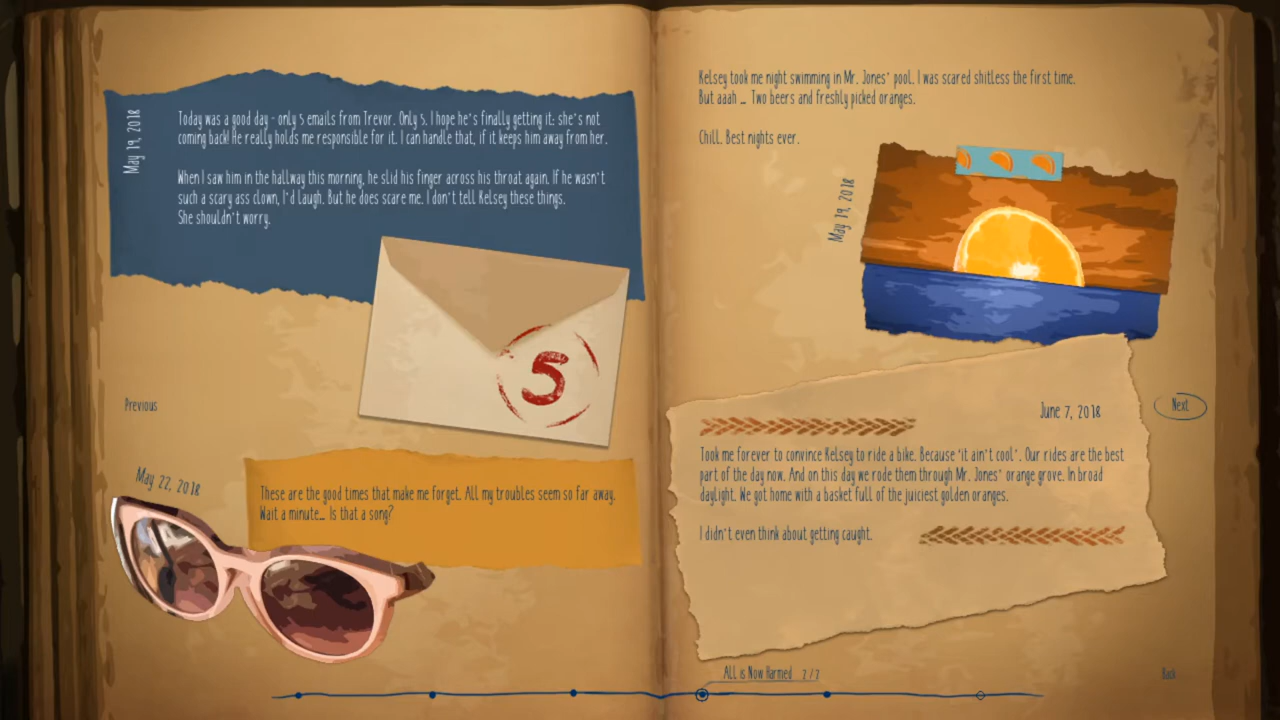 May 19, 2018
Today was a good day - only 5 emails from Trevor. Only 5. I hope he's finally getting it: she's not
coming back! He really holds me responsible for it. I can handle that, if it keeps him away from her.
When I saw him in the hallway this morning, he slid his finger across his throat again. If he wasn't
such a scary ass clown, I'd laugh. But he does scare me. I don't tell Kelsey these things.
She shouldn't worry.
5
Previous
May 22, 2018
These are the good times that make me forget. All my troubles seem so far away.
Wait a minute... Is that a song?
Kelsey took me night swimming in Mr. Jones' pool. I was scared shitless the first time.
But aaah ... Two beers and freshly picked oranges.
Chill. Best nights ever.
May 19, 2018
June 7, 2018
Next
Took me forever to convince Kelsey to ride a bike. Because 'it ain't cool'. Our rides are the best
part of the day now. And on this day we rode them through Mr. Jones' orange grove. In broad
daylight. We got home with a basket full of the juiciest golden oranges.
I didn't even think about getting caught.
ALL is Now Harmed 2/2
Back